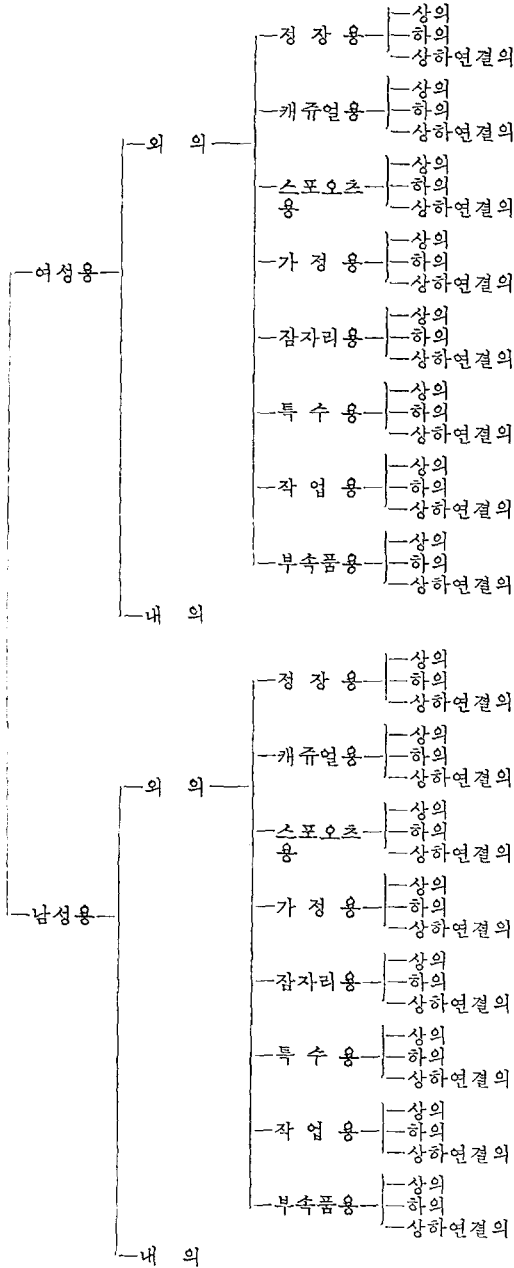 여성용
외 의
정 장 용
상의
하의
상하연결의
캐쥬얼용
상의
하의
상하연결의
스포오츠
용
상의
하의
상하연결의
가 정 용
상의
하의
상하연결의
잠자리용
상의
하의
상하연결의
특 수 용
상의
하의
상하연결의
작 업 용
상의
하의
상하연결의
부속품용
상의
하의
상하연결의
내 의
남성용
외 의
정 장 용
상의
하의
상하연결의
캐쥬얼용
상의
하의
상하연결의
스포오츠
용
상의
하의
상하연결의
가 정 용
상의
하의
상하연결의
잠자리용
상의
하의
상하연결의
특 수 용
상의
하의
상하연결의
작 업 용
상의
하의
상하연결의
부속품용
상의
하의
상하연결의
내 의